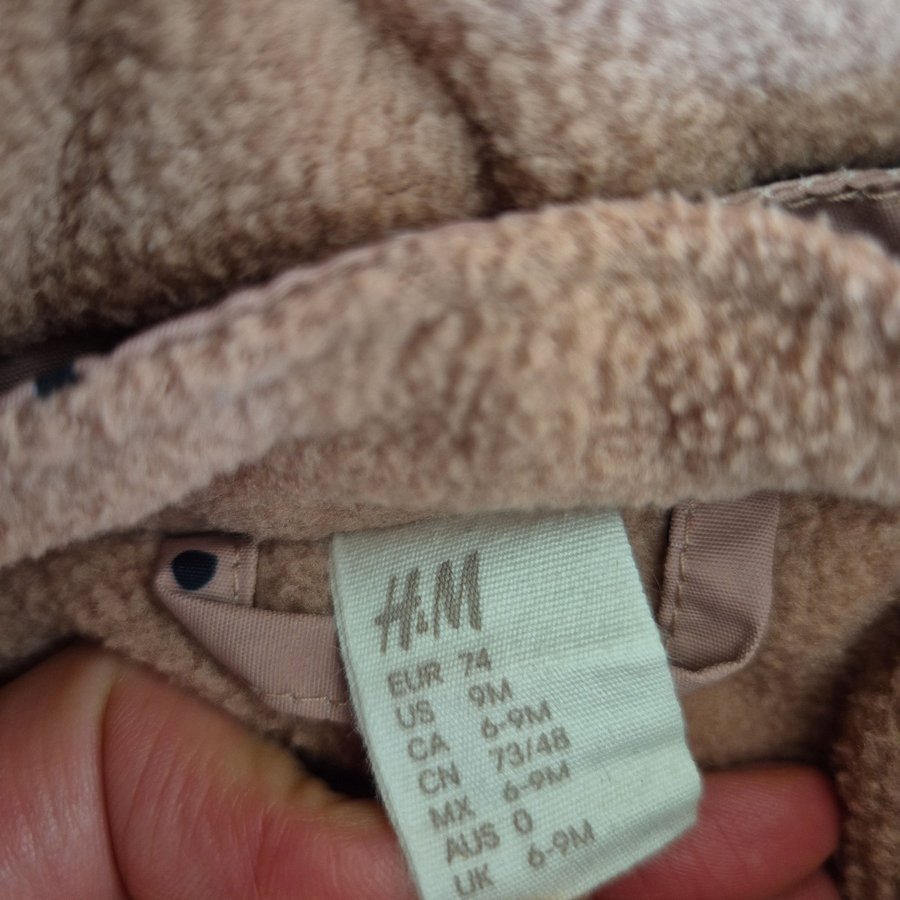 H&M
EUR 74
US 9M
CA 6-9M
CN 73/48
MX 6-9M
AUS 0
UK 6-9M